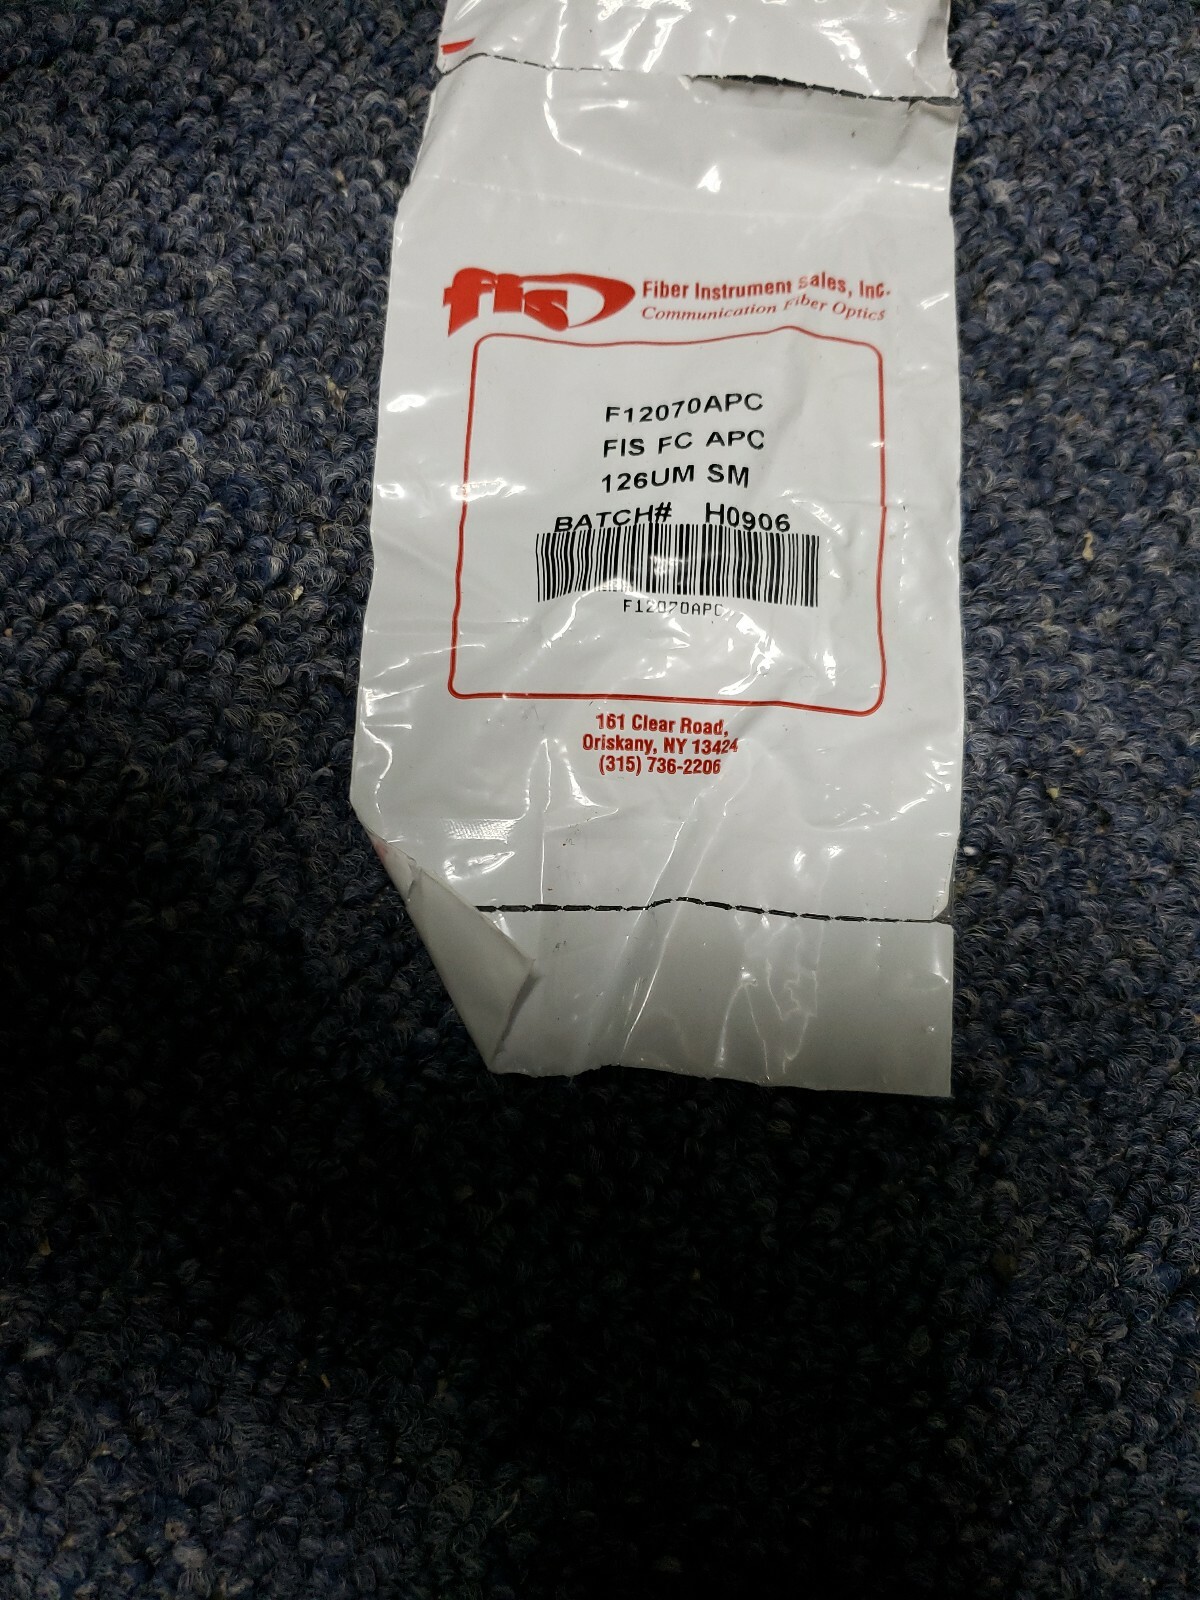 fis
Fiber Instrument Sales, Inc.
Communication Fiber Optics
F12070APC
FIS FC APC
126UM SM
BATCH# H0906
F12070APC
161 Clear Road,
Oriskany, NY 13424
(315) 736-2206